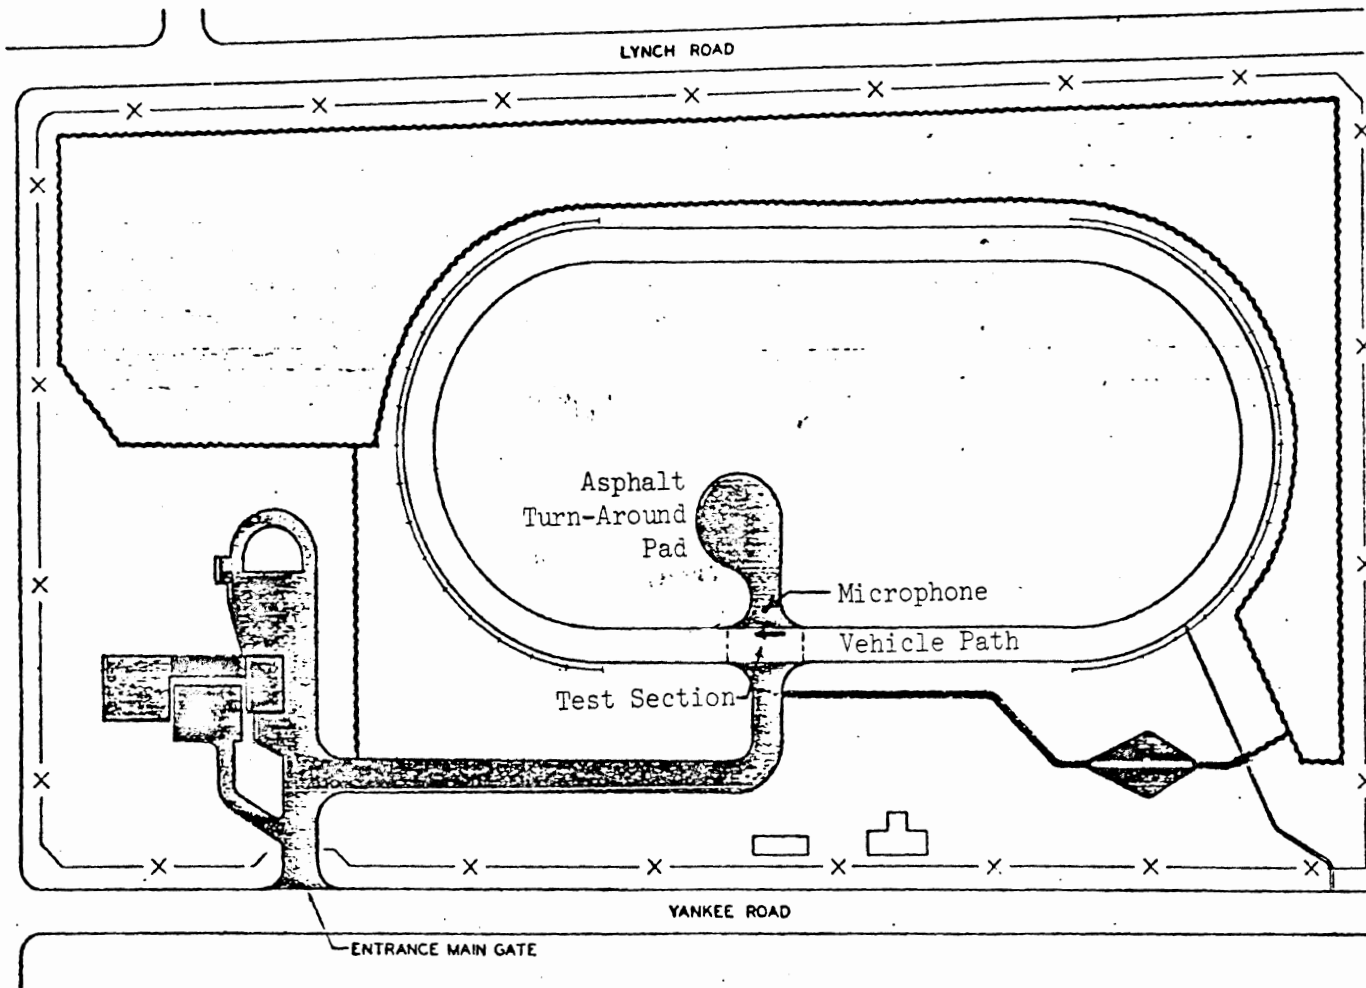 LYNCH ROAD
Asphalt
Turn-Around
Pad
Microphone
Vehicle Path
Test Section
YANKEE ROAD
ENTRANCE MAIN GATE